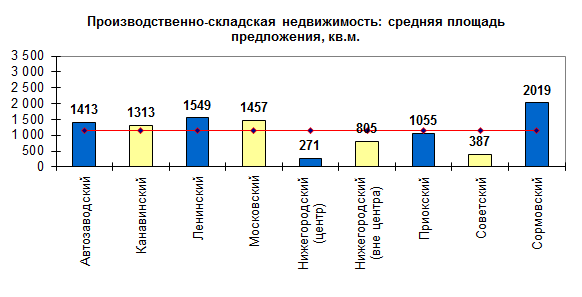 Производственно-складская недвижимость: средняя площадь
предложения, кв.м.
3 500
3 000
2 500
2 000
1 500
1 000
500
0
1413
1313
1549
1457
271
805
1055
387
2019
Автозаводский
Канавинский
Ленинский
Московский
Нижегородский
(центр)
Нижегородский
(вне центра)
Приокский
Советский
Сормовский